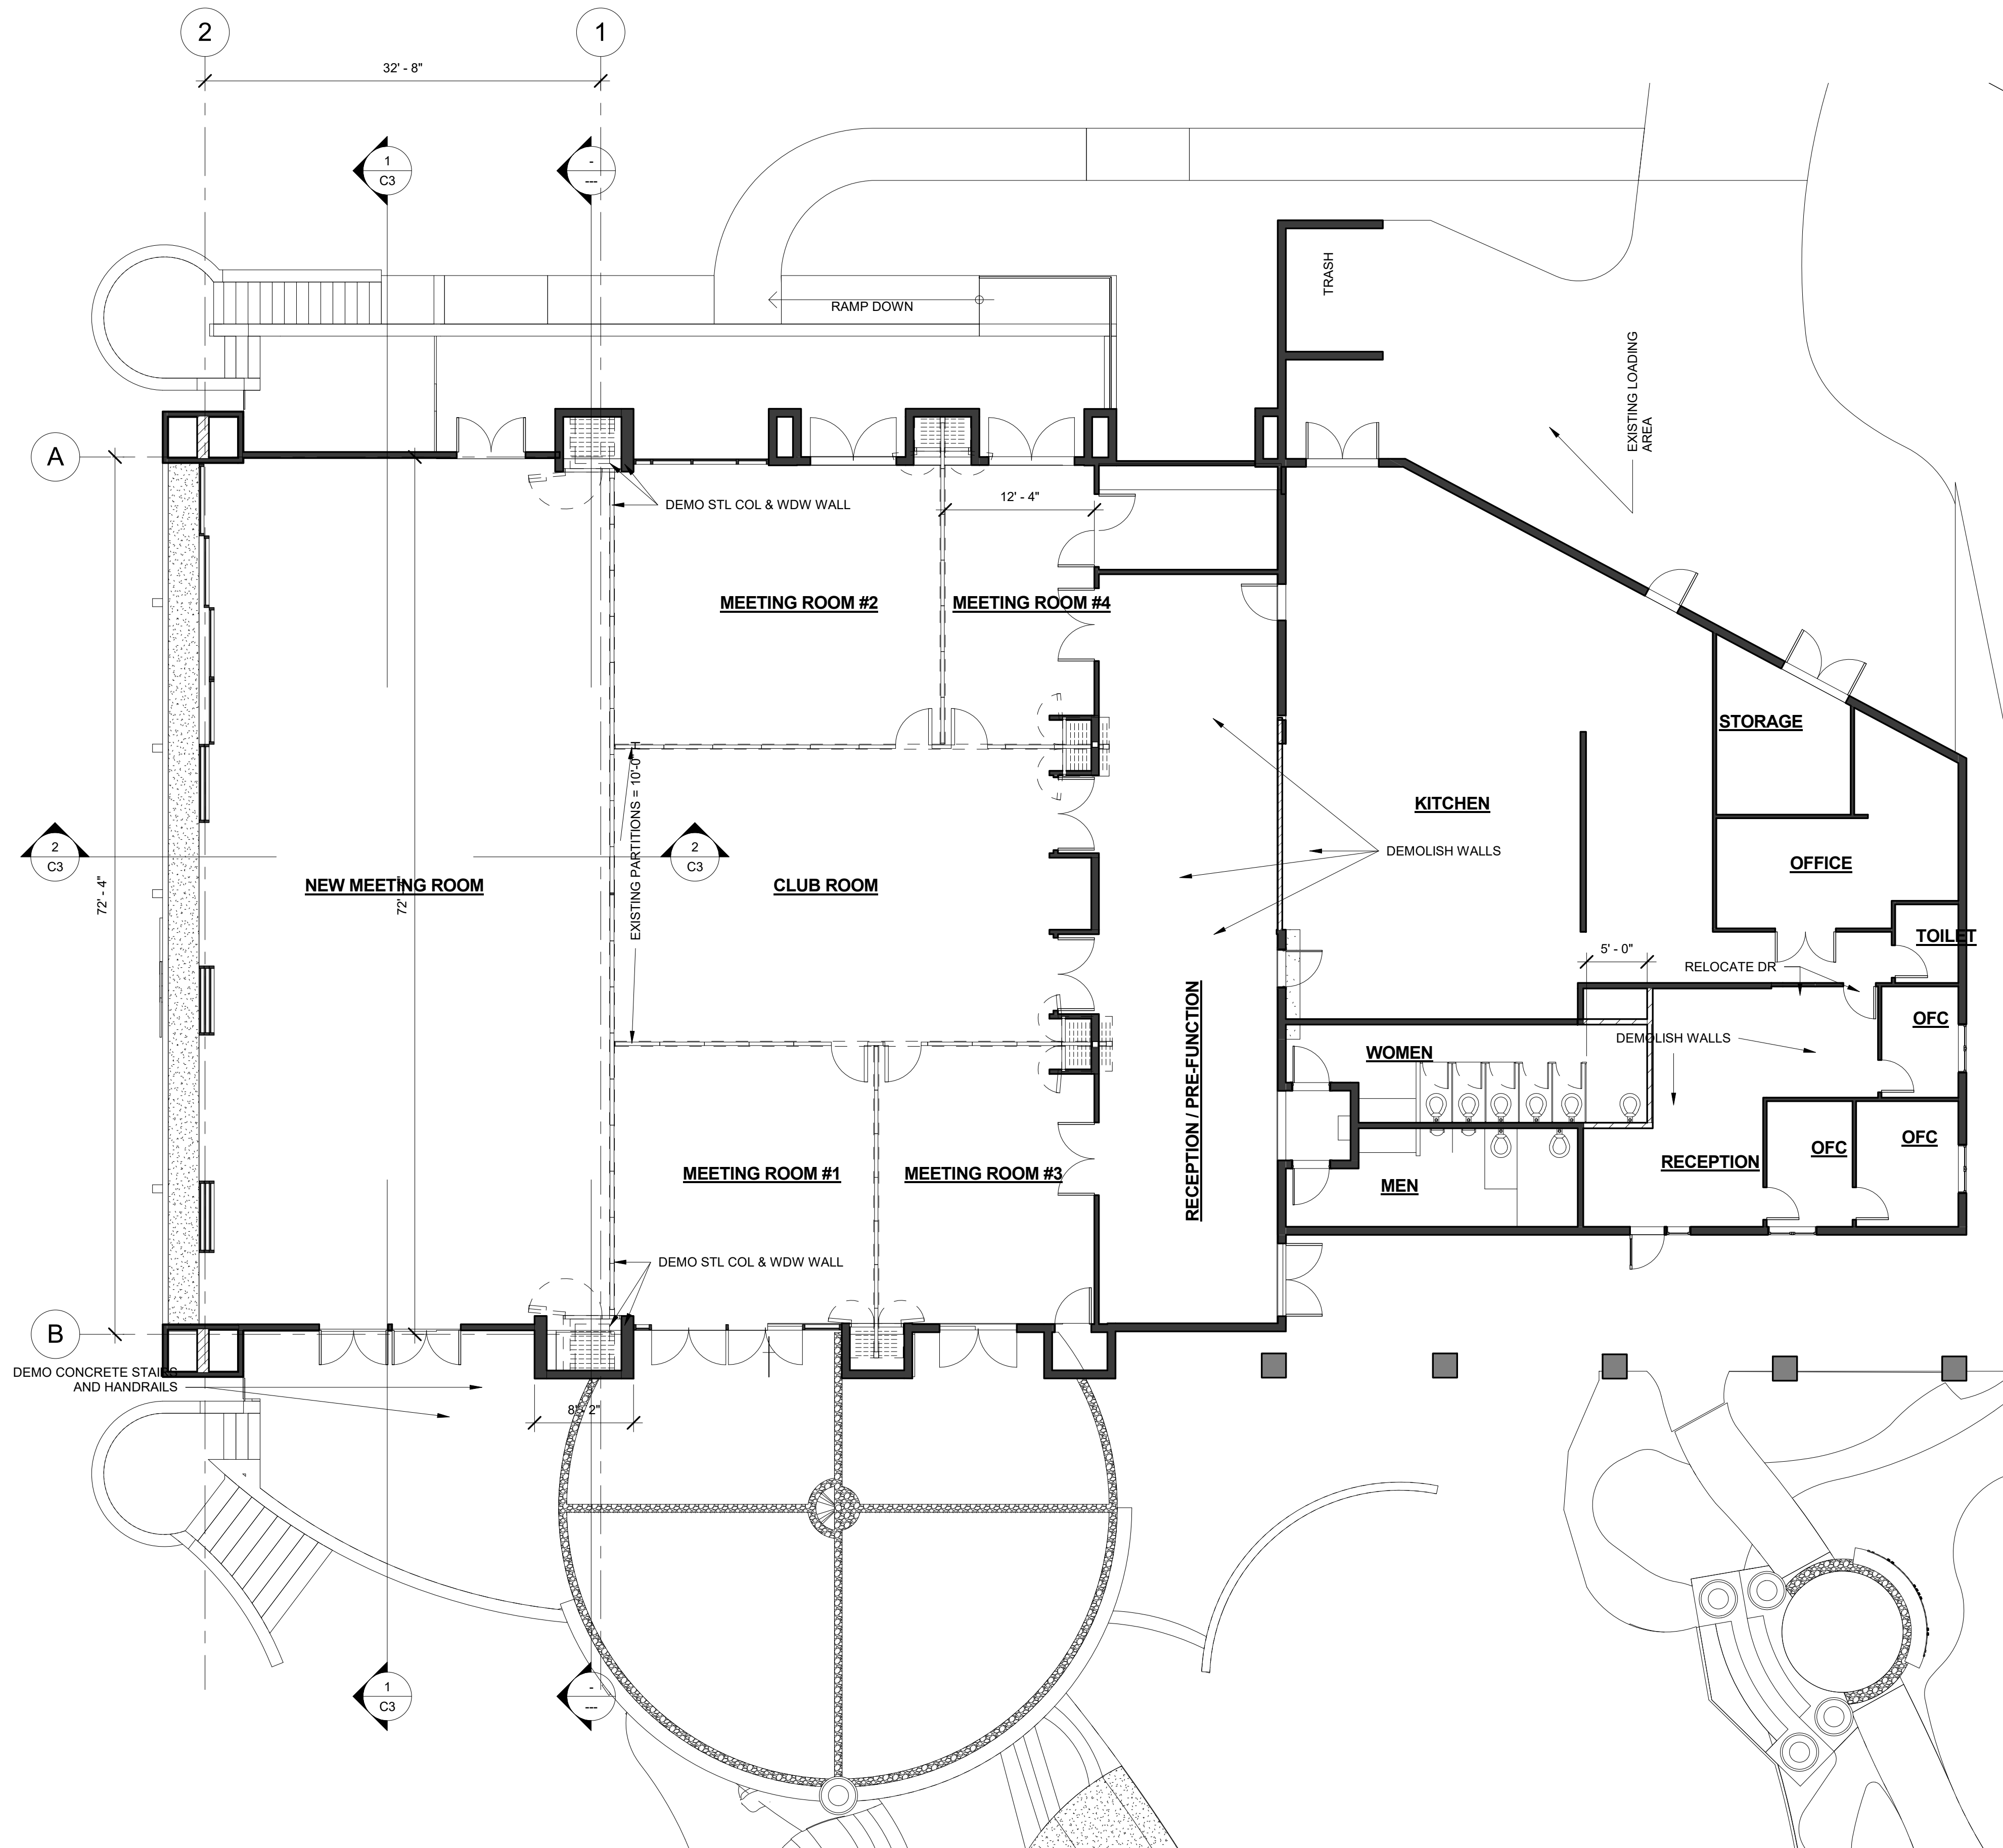 2
1
32' - 8"
1
C3
-
---
TRASH
RAMP DOWN
EXISTING LOADING
AREA
A
DEMO STL COL & WDW WALL
12' - 4"
MEETING ROOM #2
MEETING ROOM #4
STORAGE
EXISTING PARTITIONS = 10'-0" H
KITCHEN
2
C3
2
C3
DEMOLISH WALLS
OFFICE
72' - 4"
NEW MEETING ROOM
72' - 4"
CLUB ROOM
TOILET
5' - 0"
RELOCATE DR
OFC
RECEPTION / PRE-FUNCTION
DEMOLISH WALLS
WOMEN
OFC
OFC
RECEPTION
MEETING ROOM #1
MEETING ROOM #3
MEN
DEMO STL COL & WDW WALL
B
DEMO CONCRETE STAIRS
AND HANDRAILS
8' - 2"
1
C3
-
---